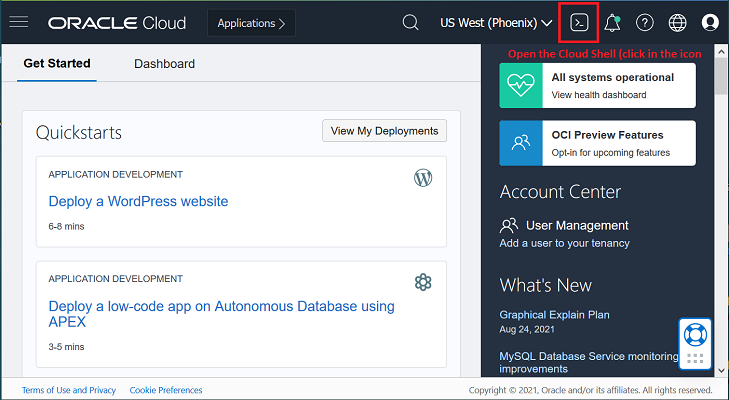 ORACLE Cloud
Applications
US West (Phoenix)
Open the Cloud Shell (click in the icon
Get Started
Dashboard
Quickstarts
View My Deployments
APPLICATION DEVELOPMENT
Deploy a WordPress website
6-8 mins
APPLICATION DEVELOPMENT
Deploy a low-code app on Autonomous Database using
APEX
3-5 mins
All systems operational
View health dashboard
OCI Preview Features
Opt-in for upcoming features
Account Center
User Management
Add a user to your tenancy
What's New
Graphical Explain Plan
Aug 24, 2021
MySQL Database Service monitoring
improvements
Terms of Use and Privacy
Cookie Preferences
Copyright © 2021, Oracle and/or its affiliates. All rights reserved.